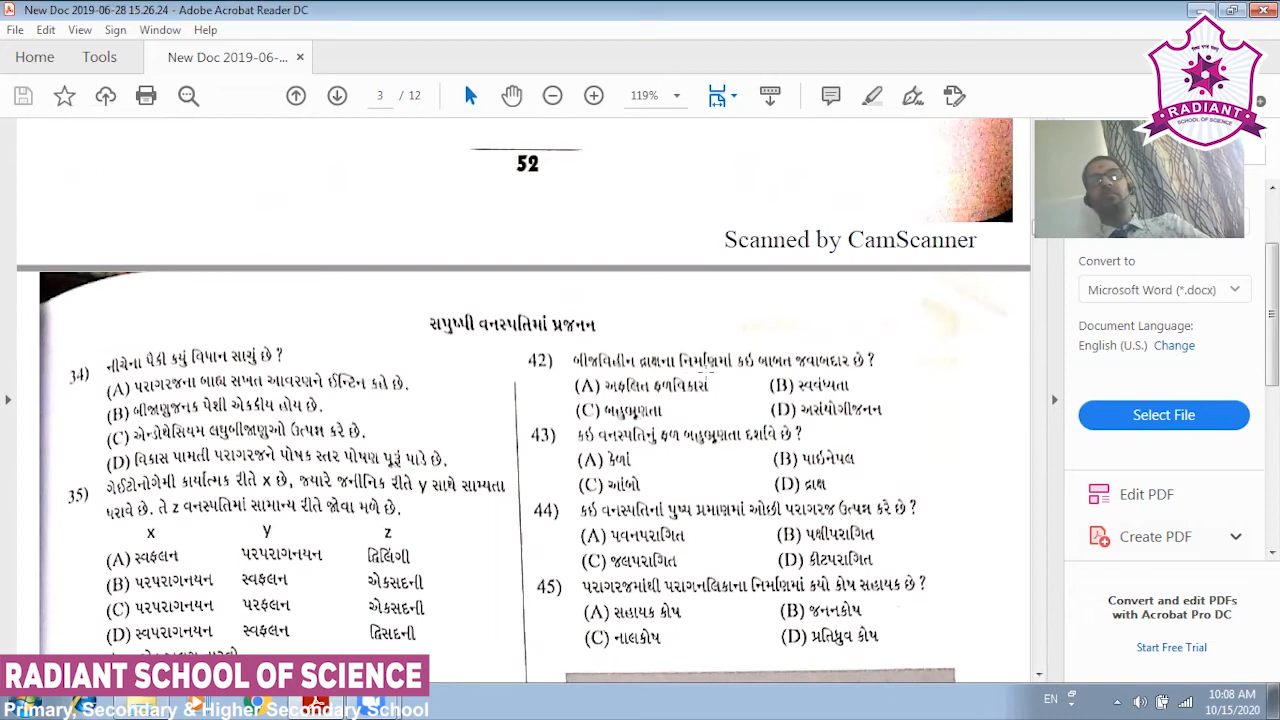 New Doc 2019-06-28 15.26.24 - Adobe Acrobat Reader DC
File Edit View Sign Window Help
Home Tools New Doc 2019-06-... ×
3 / 12 119%
RADIANT
SCHOOL OF SCIENCE
52
Scanned by CamScanner
સપુષ્પી વનસ્પતિમાં પ્રજનન
34) નીચેના પૈકી કયું વિધાન સાચું છે ?
(A) પરાગરજના બાહ્ય સખત આવરણને ઈન્ટિન કહે છે.
(B) બીજાણુજનક પેશી એકકીય હોય છે.
(C) એન્ડોથેસિયમ લઘુબીજાણુઓ ઉત્પન્ન કરે છે.
(D) વિકાસ પામતી પરાગરજને પોષક સ્તર પોષણ પૂરૂં પાડે છે.
35) ગેઈટોનોગેમી કાર્યાત્મક રીતે x છે, જ્યારે જનીનિક રીતે y સાથે સામ્યતા
ધરાવે છે. તે z વનસ્પતિમાં સામાન્ય રીતે જોવા મળે છે.
x y z
(A) સ્વફલન પરપરાગનયન દ્વિલિંગી
(B) પરપરાગનયન સ્વફલન એકસદની
(C) પરપરાગનયન પરફલન એકસદની
(D) સ્વપરાગનયન સ્વફલન દ્વિસદની
42) બીજવિહીન દ્રાક્ષના નિર્માણમાં કઇ બાબત જવાબદાર છે ?
(A) અફલિત ફળવિકાસ (B) સ્વવંધ્યતા
(C) બહુભ્રૂણતા (D) અસંયોગીજનન
43) કઇ વનસ્પતિનું ફળ બહુભ્રૂણતા દર્શાવે છે ?
(A) કેળાં (B) પાઇનેપલ
(C) આંબો (D) દ્રાક્ષ
44) કઇ વનસ્પતિનાં પુષ્પ પ્રમાણમાં ઓછી પરાગરજ ઉત્પન્ન કરે છે ?
(A) પવનપરાગિત (B) પક્ષીપરાગિત
(C) જલપરાગિત (D) કીટપરાગિત
45) પરાગરજમાંથી પરાગનલિકાના નિર્માણમાં કયો કોષ સહાયક છે ?
(A) સહાયક કોષ (B) જનનકોષ
(C) નાલકોષ (D) પ્રતિધ્રુવ કોષ
Convert to
Microsoft Word (*.docx)
Document Language:
English (U.S.) Change
Select File
Edit PDF
Create PDF
Convert and edit PDFs
with Acrobat Pro DC
Start Free Trial
RADIANT SCHOOL OF SCIENCE
Primary, Secondary & Higher Secondary School
EN 10:08 AM
10/15/2020